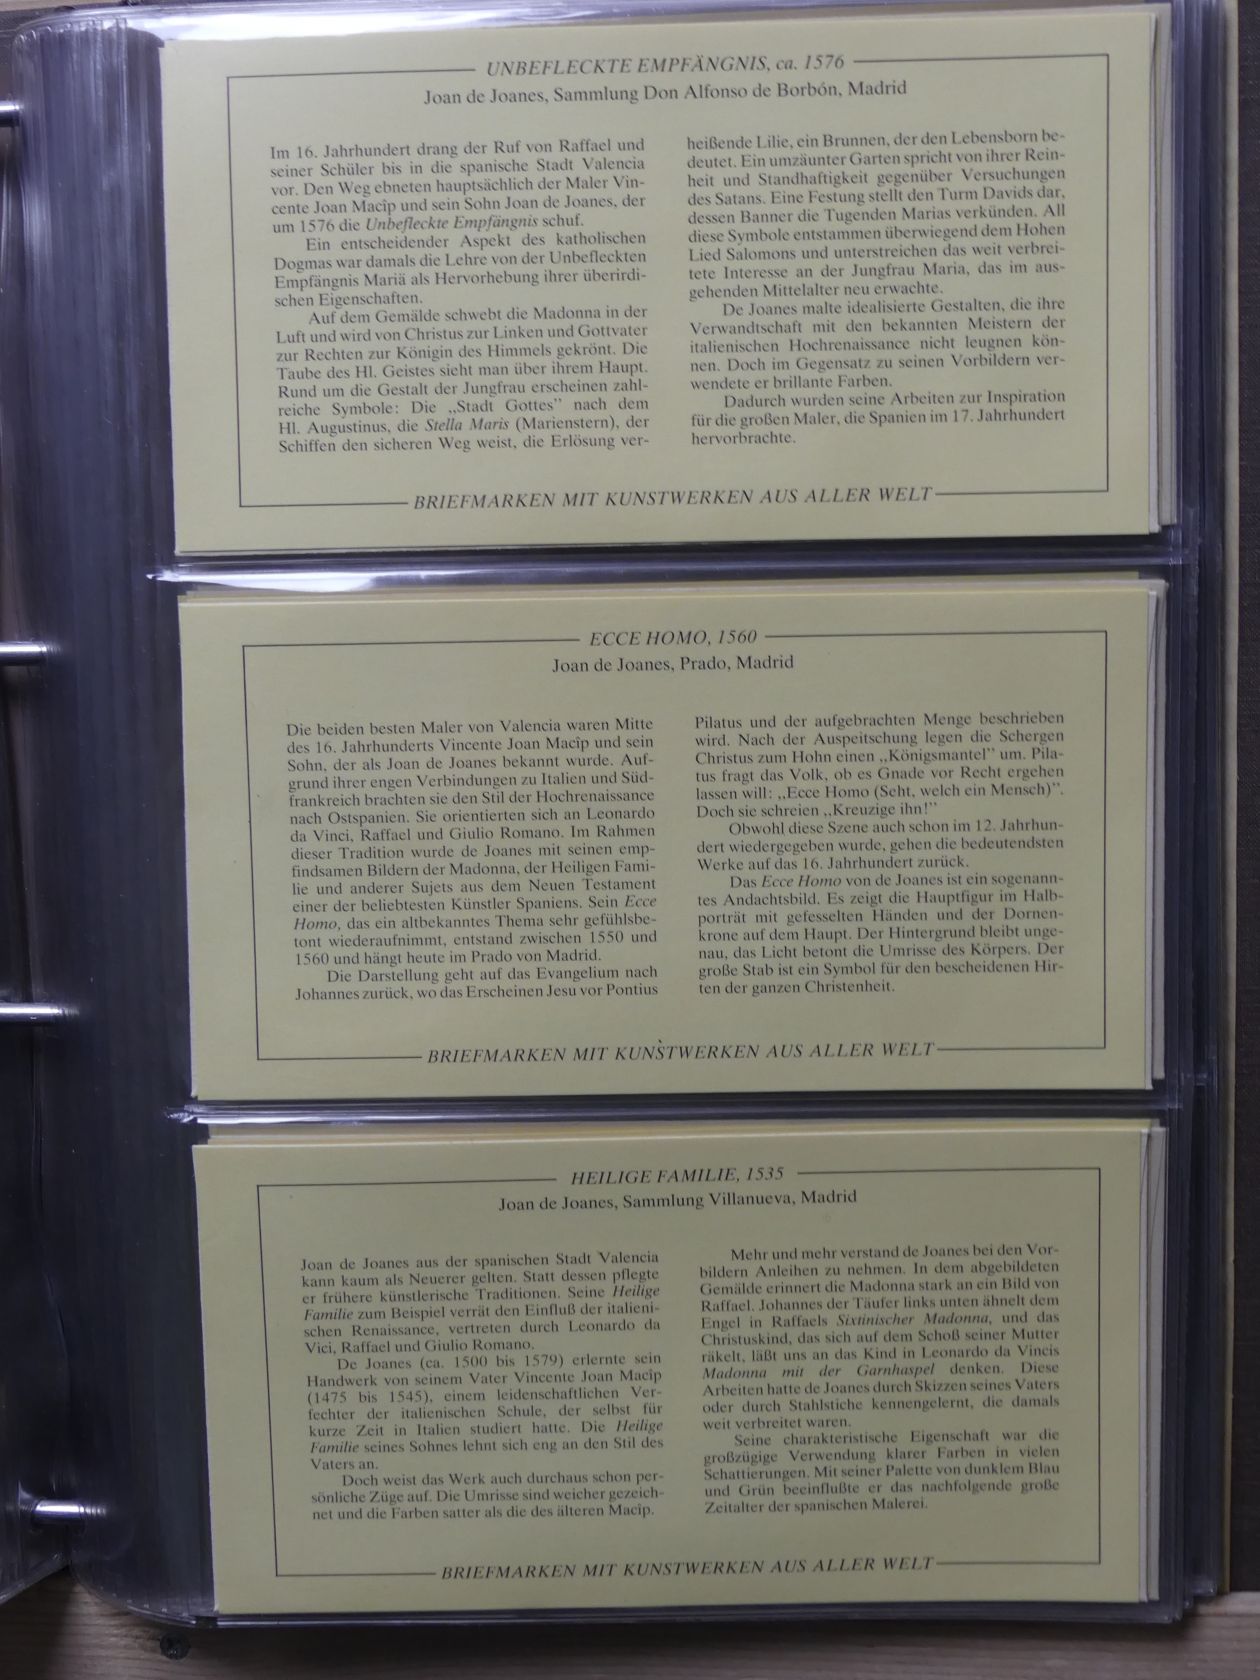 UNBEFLECKTE EMPFÄNGNIS, ca. 1576
Joan de Joanes, Sammlung Don Alfonso de Borbón, Madrid
Im 16. Jahrhundert drang der Ruf von Raffael und
seiner Schüler bis in die spanische Stadt Valencia
vor. Den Weg ebneten hauptsächlich der Maler Vin-
cente Joan Macîp und sein Sohn Joan de Joanes, der
um 1576 die Unbefleckte Empfängnis schuf.
Ein entscheidender Aspekt des katholischen
Dogmas war damals die Lehre von der Unbefleckten
Empfängnis Mariä als Hervorhebung ihrer überirdi-
schen Eigenschaften.
Auf dem Gemälde schwebt die Madonna in der
Luft und wird von Christus zur Linken und Gottvater
zur Rechten zur Königin des Himmels gekrönt. Die
Taube des Hl. Geistes sieht man über ihrem Haupt.
Rund um die Gestalt der Jungfrau erscheinen zahl-
reiche Symbole: Die „Stadt Gottes” nach dem
Hl. Augustinus, die Stella Maris (Marienstern), der
Schiffen den sicheren Weg weist, die Erlösung ver-
heißende Lilie, ein Brunnen, der den Lebensborn be-
deutet. Ein umzäunter Garten spricht von ihrer Rein-
heit und Standhaftigkeit gegenüber Versuchungen
des Satans. Eine Festung stellt den Turm Davids dar,
dessen Banner die Tugenden Marias verkünden. All
diese Symbole entstammen überwiegend dem Hohen
Lied Salomons und unterstreichen das weit verbrei-
tete Interesse an der Jungfrau Maria, das im aus-
gehenden Mittelalter neu erwachte.
De Joanes malte idealisierte Gestalten, die ihre
Verwandtschaft mit den bekannten Meistern der
italienischen Hochrenaissance nicht leugnen kön-
nen. Doch im Gegensatz zu seinen Vorbildern ver-
wendete er brillante Farben.
Dadurch wurden seine Arbeiten zur Inspiration
für die großen Maler, die Spanien im 17. Jahrhundert
hervorbrachte.
BRIEFMARKEN MIT KUNSTWERKEN AUS ALLER WELT
ECCE HOMO, 1560
Joan de Joanes, Prado, Madrid
Die beiden besten Maler von Valencia waren Mitte
des 16. Jahrhunderts Vincente Joan Macîp und sein
Sohn, der als Joan de Joanes bekannt wurde. Auf-
grund ihrer engen Verbindungen zu Italien und Süd-
frankreich brachten sie den Stil der Hochrenaissance
nach Ostspanien. Sie orientierten sich an Leonardo
da Vinci, Raffael und Giulio Romano. Im Rahmen
dieser Tradition wurde de Joanes mit seinen emp-
findsamen Bildern der Madonna, der Heiligen Fami-
lie und anderer Sujets aus dem Neuen Testament
einer der beliebtesten Künstler Spaniens. Sein Ecce
Homo, das ein altbekanntes Thema sehr gefühlsbe-
tont wiederaufnimmt, entstand zwischen 1550 und
1560 und hängt heute im Prado von Madrid.
Die Darstellung geht auf das Evangelium nach
Johannes zurück, wo das Erscheinen Jesu vor Pontius
Pilatus und der aufgebrachten Menge beschrieben
wird. Nach der Auspeitschung legen die Schergen
Christus zum Hohn einen „Königsmantel” um. Pila-
tus fragt das Volk, ob es Gnade vor Recht ergehen
lassen will: „Ecce Homo (Seht, welch ein Mensch)”.
Doch sie schreien „Kreuzige ihn!”
Obwohl diese Szene auch schon im 12. Jahrhun-
dert wiedergegeben wurde, gehen die bedeutendsten
Werke auf das 16. Jahrhundert zurück.
Das Ecce Homo von de Joanes ist ein sogenann-
tes Andachtsbild. Es zeigt die Hauptfigur im Halb-
porträt mit gefesselten Händen und der Dornen-
krone auf dem Haupt. Der Hintergrund bleibt unge-
nau, das Licht betont die Umrisse des Körpers. Der
große Stab ist ein Symbol für den bescheidenen Hir-
ten der ganzen Christenheit.
BRIEFMARKEN MIT KUNSTWERKEN AUS ALLER WELT
HEILIGE FAMILIE, 1535
Joan de Joanes, Sammlung Villanueva, Madrid
Joan de Joanes aus der spanischen Stadt Valencia
kann kaum als Neuerer gelten. Statt dessen pflegte
er frühere künstlerische Traditionen. Seine Heilige
Familie zum Beispiel verrät den Einfluß der italieni-
schen Renaissance, vertreten durch Leonardo da
Vici, Raffael und Giulio Romano.
De Joanes (ca. 1500 bis 1579) erlernte sein
Handwerk von seinem Vater Vincente Joan Macîp
(1475 bis 1545), einem leidenschaftlichen Ver-
fechter der italienischen Schule, der selbst für
kurze Zeit in Italien studiert hatte. Die Heilige
Familie seines Sohnes lehnt sich eng an den Stil des
Vaters an.
Doch weist das Werk auch durchaus schon per-
sönliche Züge auf. Die Umrisse sind weicher gezeich-
net und die Farben satter als die des älteren Macîp.
Mehr und mehr verstand de Joanes bei den Vor-
bildern Anleihen zu nehmen. In dem abgebildeten
Gemälde erinnert die Madonna stark an ein Bild von
Raffael. Johannes der Täufer links unten ähnelt dem
Engel in Raffaels Sixtinischer Madonna, und das
Christuskind, das sich auf dem Schoß seiner Mutter
räkelt, läßt uns an das Kind in Leonardo da Vincis
Madonna mit der Garnhaspel denken. Diese
Arbeiten hatte de Joanes durch Skizzen seines Vaters
oder durch Stahlstiche kennengelernt, die damals
weit verbreitet waren.
Seine charakteristische Eigenschaft war die
großzügige Verwendung klarer Farben in vielen
Schattierungen. Mit seiner Palette von dunklem Blau
und Grün beeinflußte er das nachfolgende große
Zeitalter der spanischen Malerei.
BRIEFMARKEN MIT KUNSTWERKEN AUS ALLER WELT